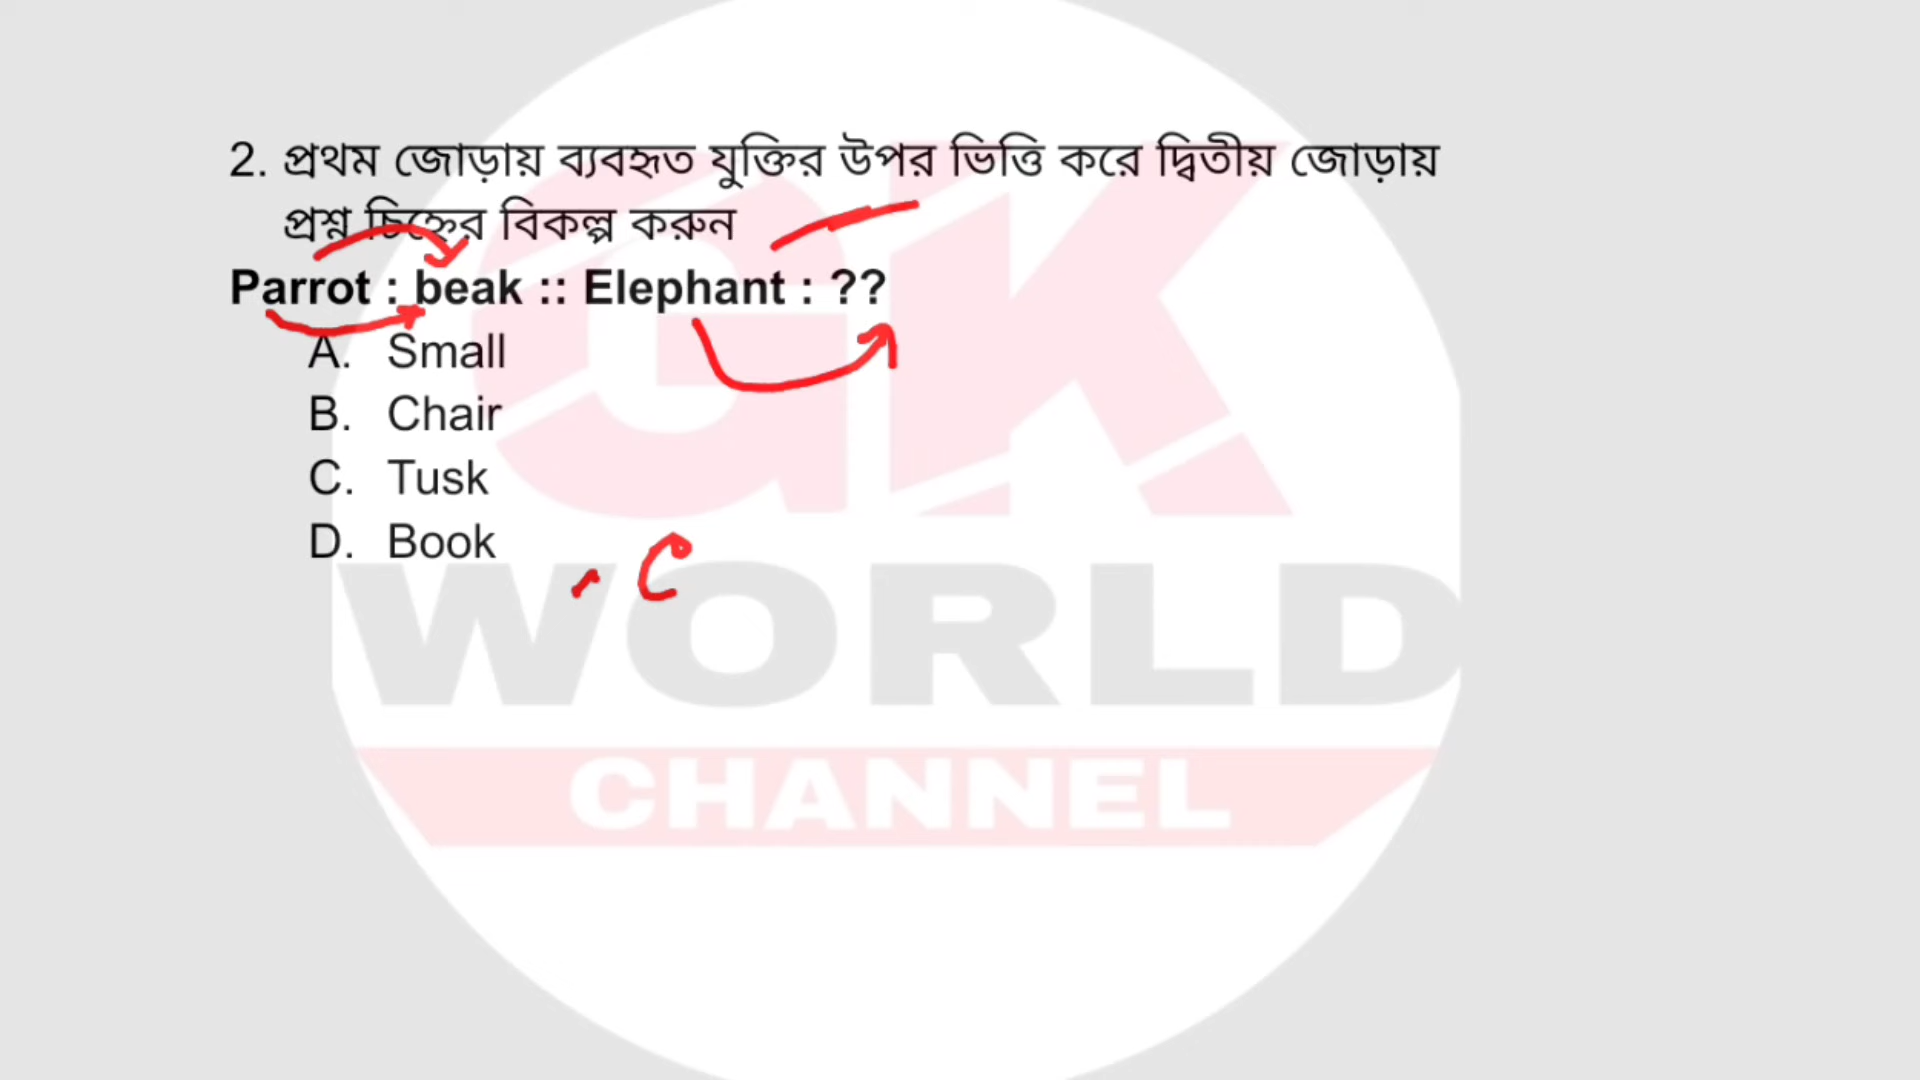 2. প্রথম জোড়ায় ব্যবহৃত যুক্তির উপর ভিত্তি করে দ্বিতীয় জোড়ায়
প্রশ্ন চিহ্নের বিকল্প করুন
Parrot : beak :: Elephant : ??
A. Small
B. Chair
C. Tusk
D. Book
C
GK
WORLD
CHANNEL